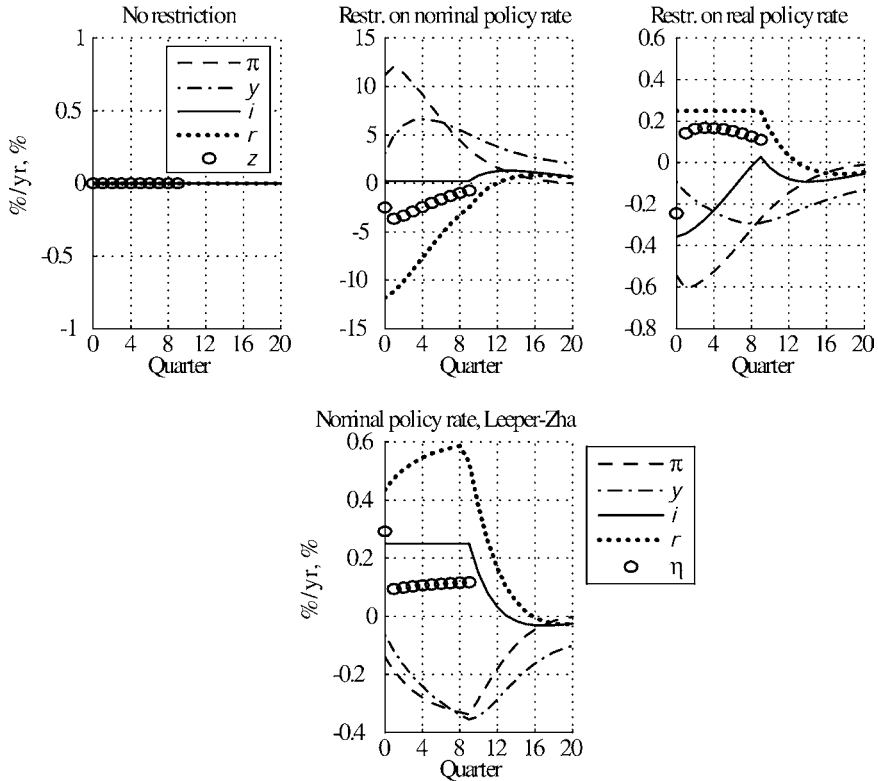 No restriction
Restr. on nominal policy rate
Restr. on real policy rate
%/yr, %
1
0.5
0
-0.5
-1
π
y
i
r
z
0 4 8 12 16 20
Quarter
15
10
5
0
-5
-10
-15
0 4 8 12 16 20
Quarter
0.6
0.4
0.2
0
-0.2
-0.4
-0.6
-0.8
0 4 8 12 16 20
Quarter
Nominal policy rate, Leeper-Zha
%/yr, %
0.6
0.4
0.2
0
-0.2
-0.4
0 4 8 12 16 20
Quarter
π
y
i
r
η